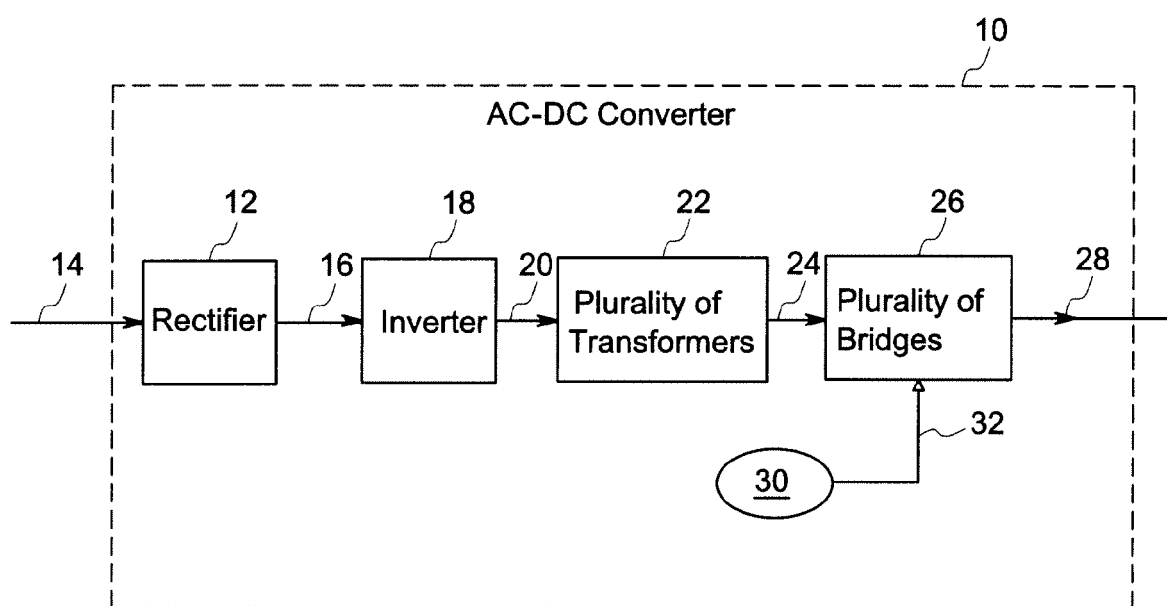 10
AC-DC Converter
12
18
22
26
14
16
20
24
28
Rectifier
Inverter
Plurality of
Transformers
Plurality of
Bridges
32
30